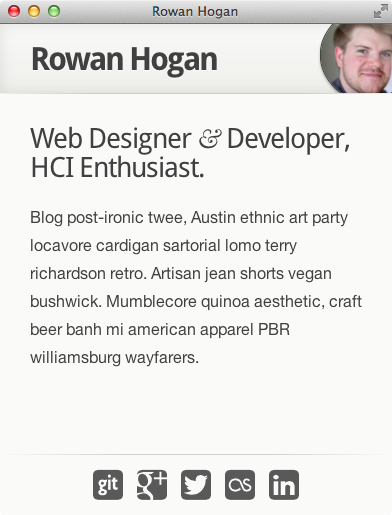 Rowan Hogan
Rowan Hogan
Web Designer & Developer,
HCI Enthusiast.
Blog post-ironic twee, Austin ethnic art party
locavore cardigan sartorial lomo terry
richardson retro. Artisan jean shorts vegan
bushwick. Mumblecore quinoa aesthetic, craft
beer banh mi american apparel PBR
williamsburg wayfarers.
git g+ as in